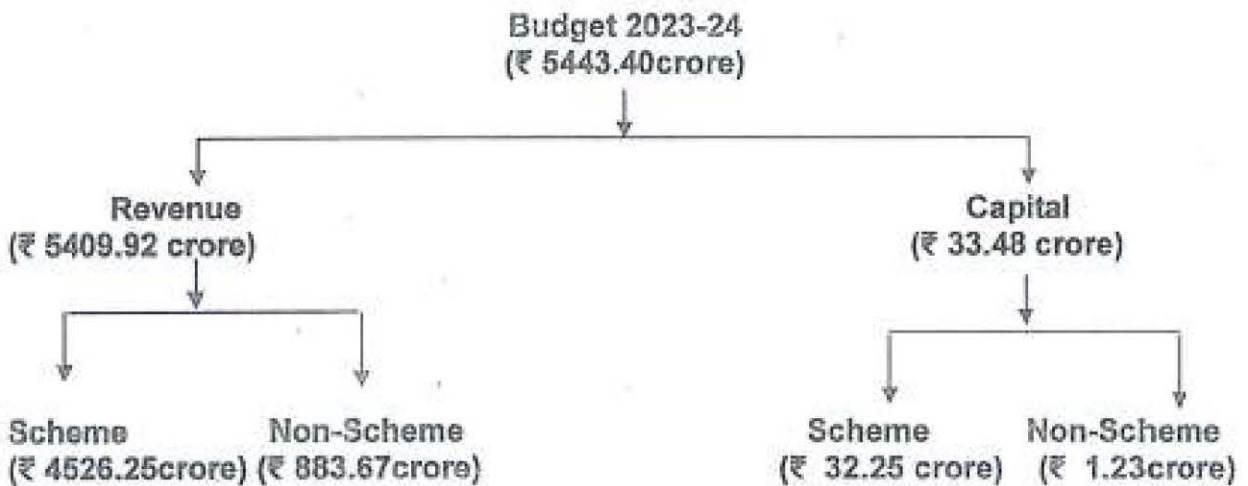 Budget 2023-24
(₹ 5443.40crore)
Revenue
(₹ 5409.92 crore)
Capital
(₹ 33.48 crore)
Scheme
(₹ 4526.25crore)
Non-Scheme
(₹ 883.67crore)
Scheme
(₹ 32.25 crore)
Non-Scheme
(₹ 1.23crore)